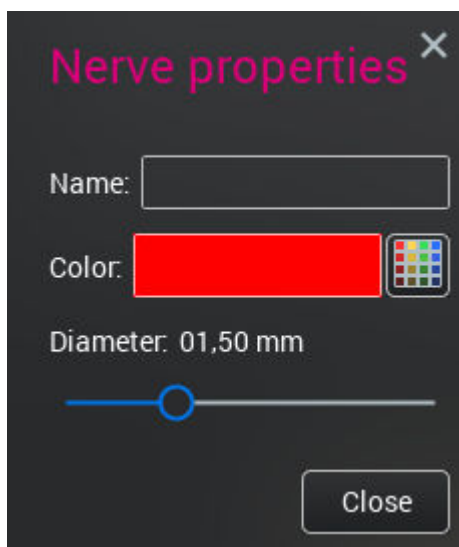 Nerve properties
Name:
Color:
Diameter: 01,50 mm
Close